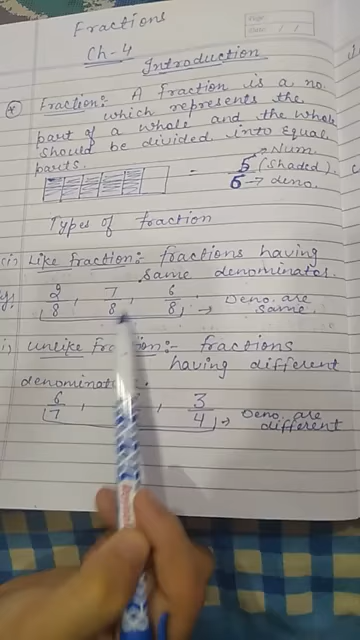 Fractions
Ch-4
Introduction
Fraction:- A fraction is a no.
which represents the
part of a whole and the whole
should be divided into equal
parts.
= 5 → Num (Shaded)
6 → deno.
Types of fraction
(i) Like fraction:- fractions having
same denominators.
eg: 2/8, 7/8, 6/8 → Deno. are
same.
Unlike Fraction:- fractions
having different
denominator.
6/7, , 3/4 → Deno. are
different